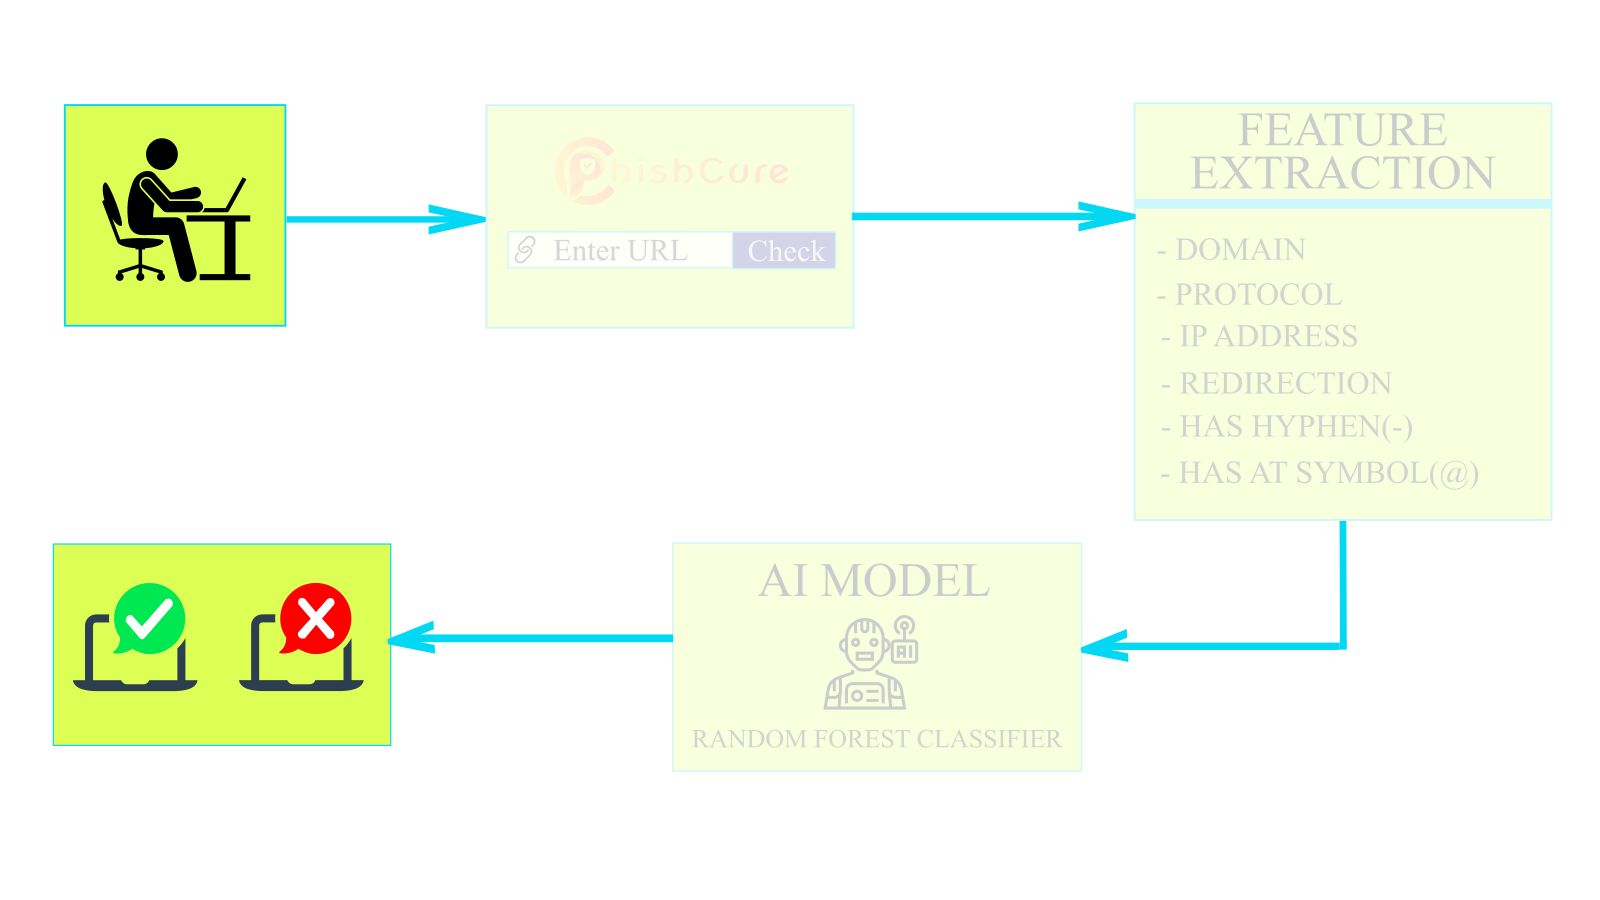 PhishCure
Enter URL
Check
FEATURE
EXTRACTION
- DOMAIN
- PROTOCOL
- IP ADDRESS
- REDIRECTION
- HAS HYPHEN(-)
- HAS AT SYMBOL(@)
AI MODEL
AI
RANDOM FOREST CLASSIFIER